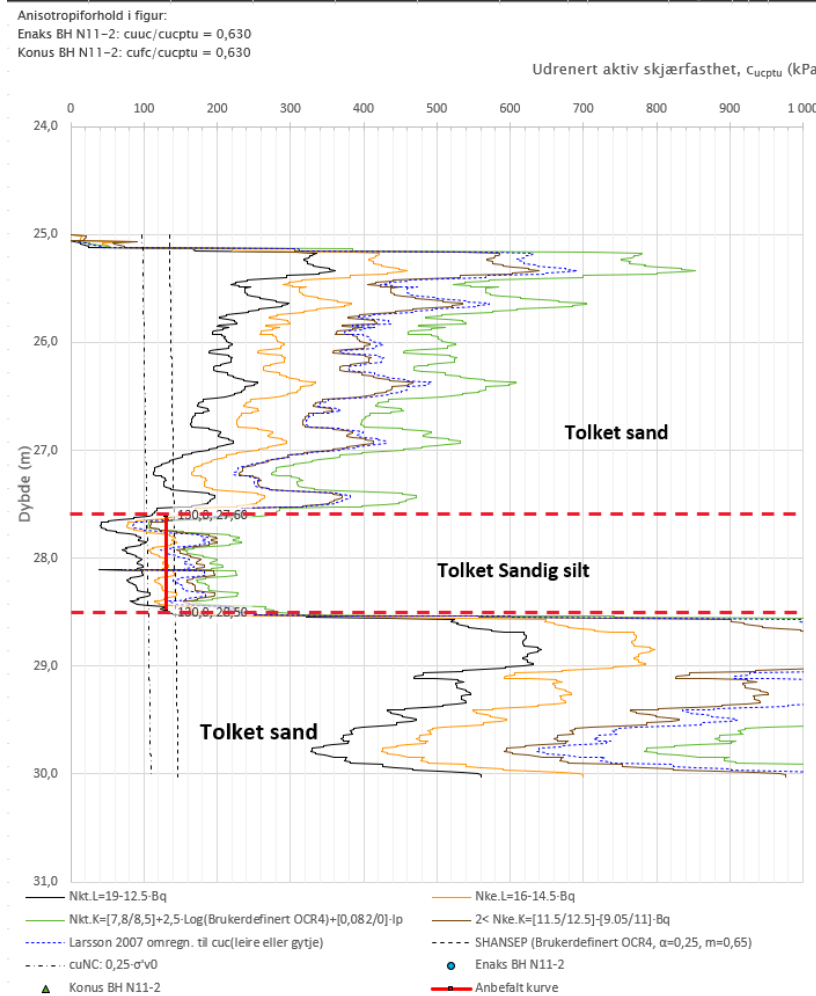 Anisotropiforhold i figur:
Enaks BH N11-2: cuuc/cucptu = 0,630
Konus BH N11-2: cufc/cucptu = 0,630
Udrenert aktiv skjærfasthet, cucptu (kPa
0 100 200 300 400 500 600 700 800 900 1 000
24,0
25,0
26,0
Tolket sand
27,0
Dybde (m)
130,0; 27,60
28,0
Tolket Sandig silt
130,0; 28,50
29,0
Tolket sand
30,0
31,0
Nkt.L=19-12.5·Bq
Nke.L=16-14.5·Bq
Nkt.K=[7,8/8,5]+2,5·Log(Brukerdefinert OCR4)+[0,082/0]·Ip
2< Nke.K=[11.5/12.5]-[9.05/11]·Bq
Larsson 2007 omregn. til cuc(leire eller gytje)
SHANSEP (Brukerdefinert OCR4, α=0,25, m=0,65)
cuNC: 0,25·σ'v0
Enaks BH N11-2
Konus BH N11-2
Anbefalt kurve